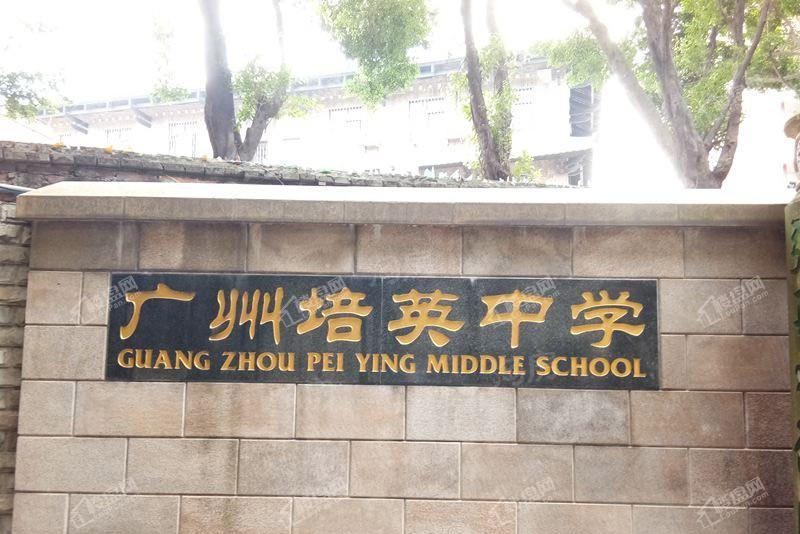 广州培英中学
GUANG ZHOU PEI YING MIDDLE SCHOOL